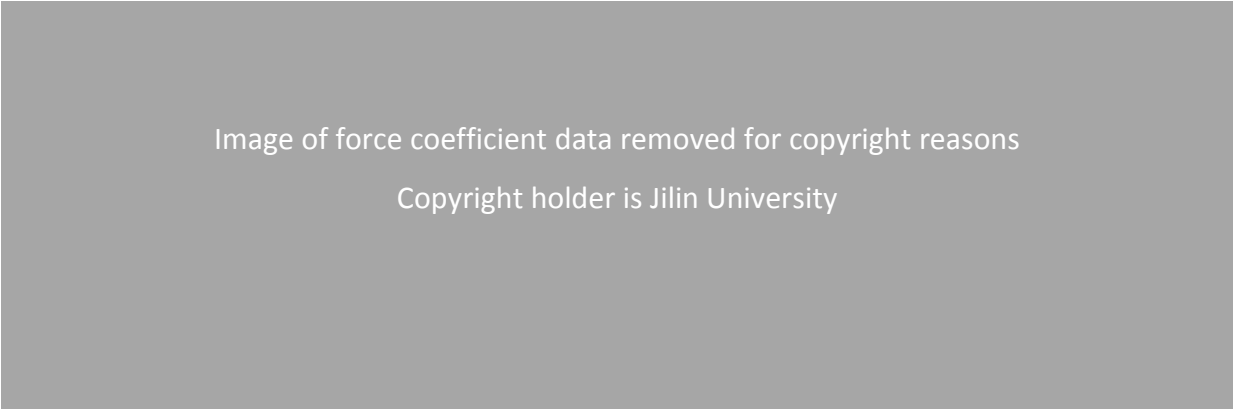 Image of force coefficient data removed for copyright reasons
Copyright holder is Jilin University